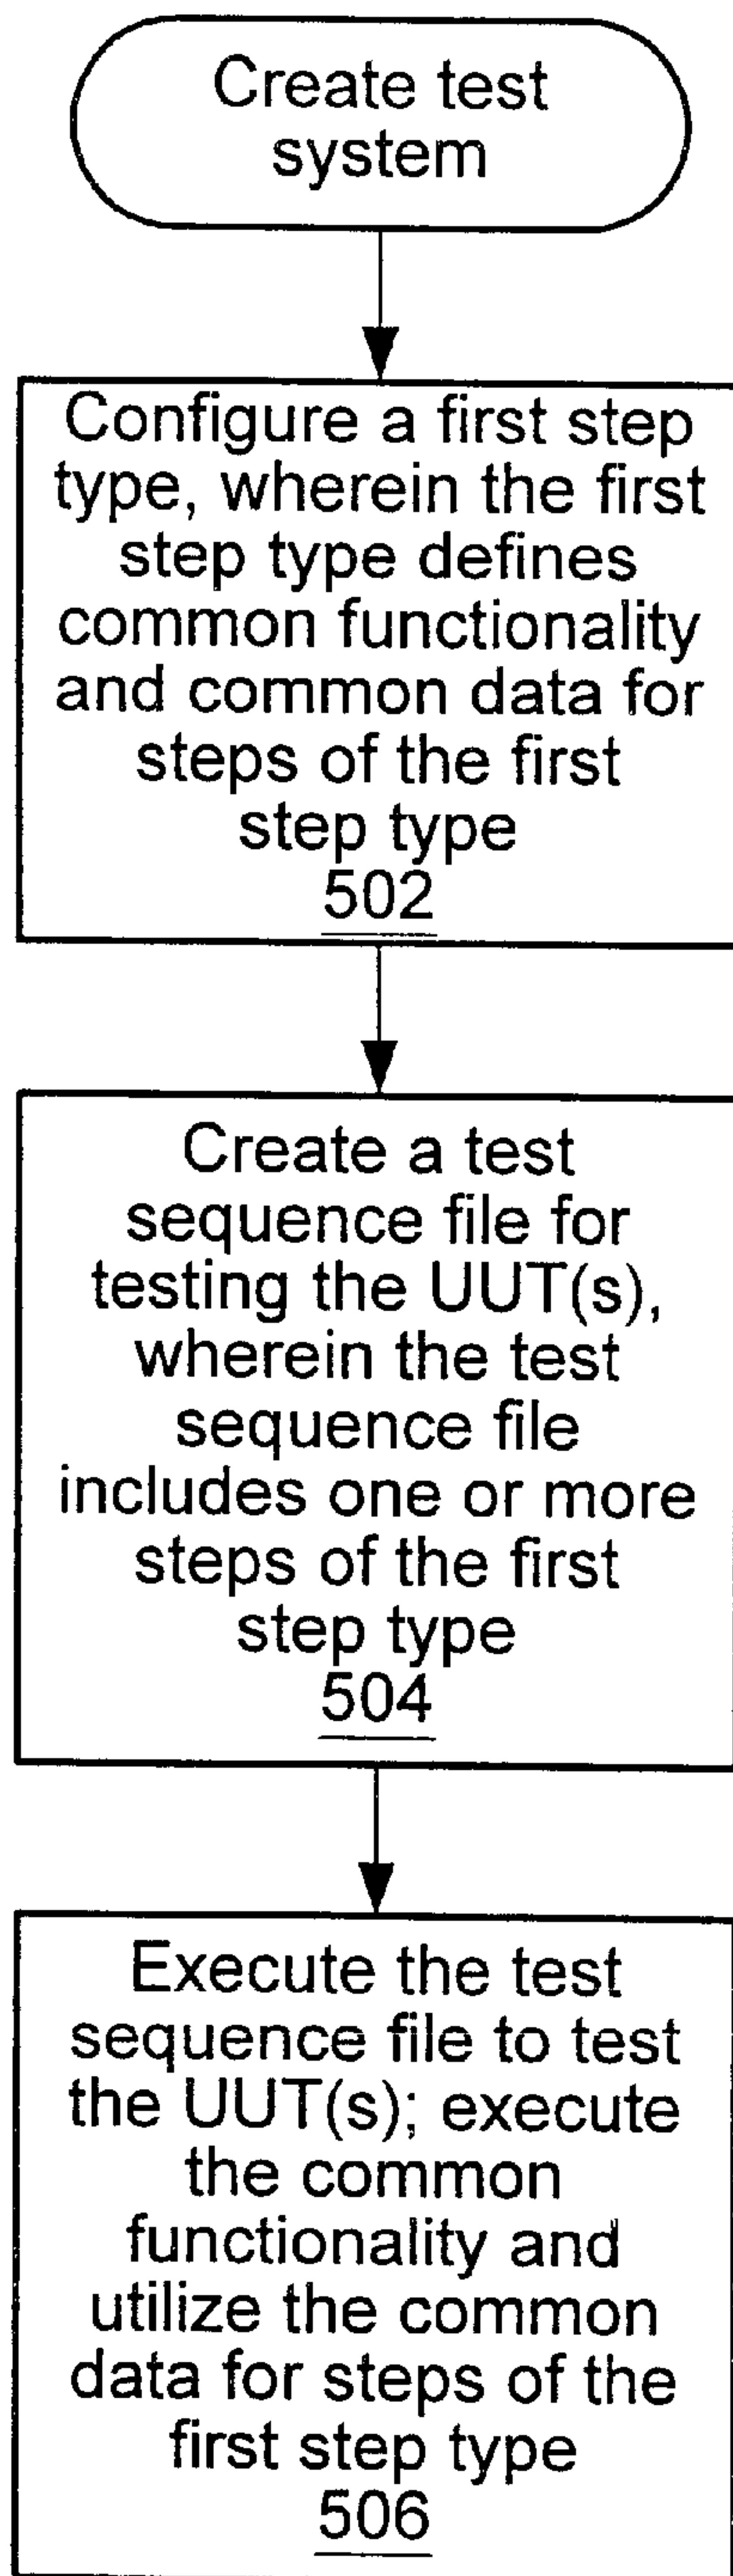 Create test
system
Configure a first step
type, wherein the first
step type defines
common functionality
and common data for
steps of the first
step type
502
Create a test
sequence file for
testing the UUT(s),
wherein the test
sequence file
includes one or more
steps of the first
step type
504
Execute the test
sequence file to test
the UUT(s); execute
the common
functionality and
utilize the common
data for steps of the
first step type
506